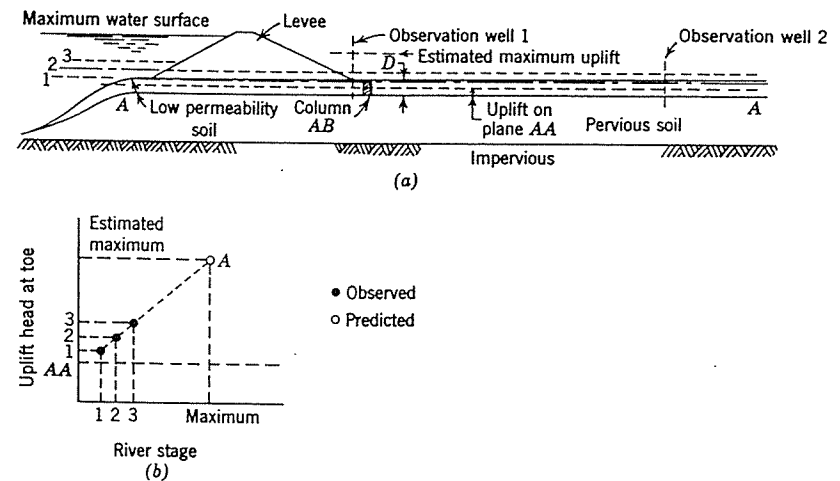 Maximum water surface
Levee
Observation well 1
Observation well 2
Estimated maximum uplift
3
2
1
D
A
Low permeability
soil
Column
AB
Uplift on
plane AA
Pervious soil
A
Impervious
(a)
Uplift head at toe
Estimated
maximum
A
Observed
Predicted
3
2
1
AA
1 2 3
Maximum
River stage
(b)